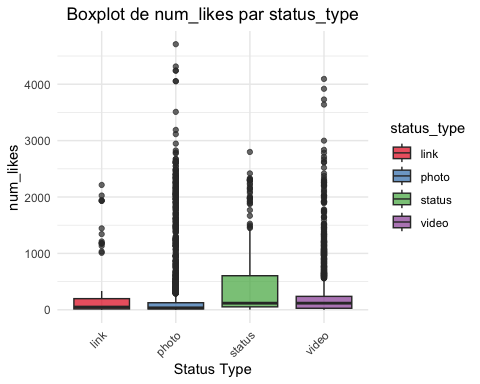 Boxplot de num_likes par status_type
num_likes
4000
3000
2000
1000
0
link
photo
status
video
Status Type
status_type
link
photo
status
video